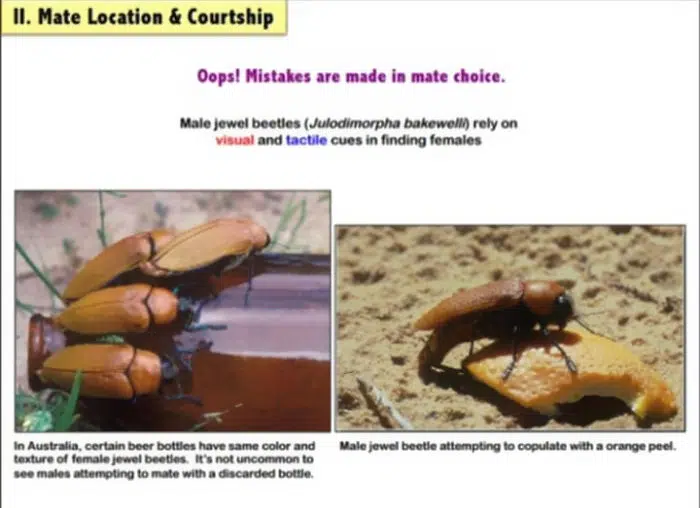 II. Mate Location & Courtship
Oops! Mistakes are made in mate choice.
Male jewel beetles (Julodimorpha bakewelli) rely on
visual and tactile cues in finding females
In Australia, certain beer bottles have same color and
texture of female jewel beetles. It's not uncommon to
see males attempting to mate with a discarded bottle.
Male jewel beetle attempting to copulate with a orange peel.